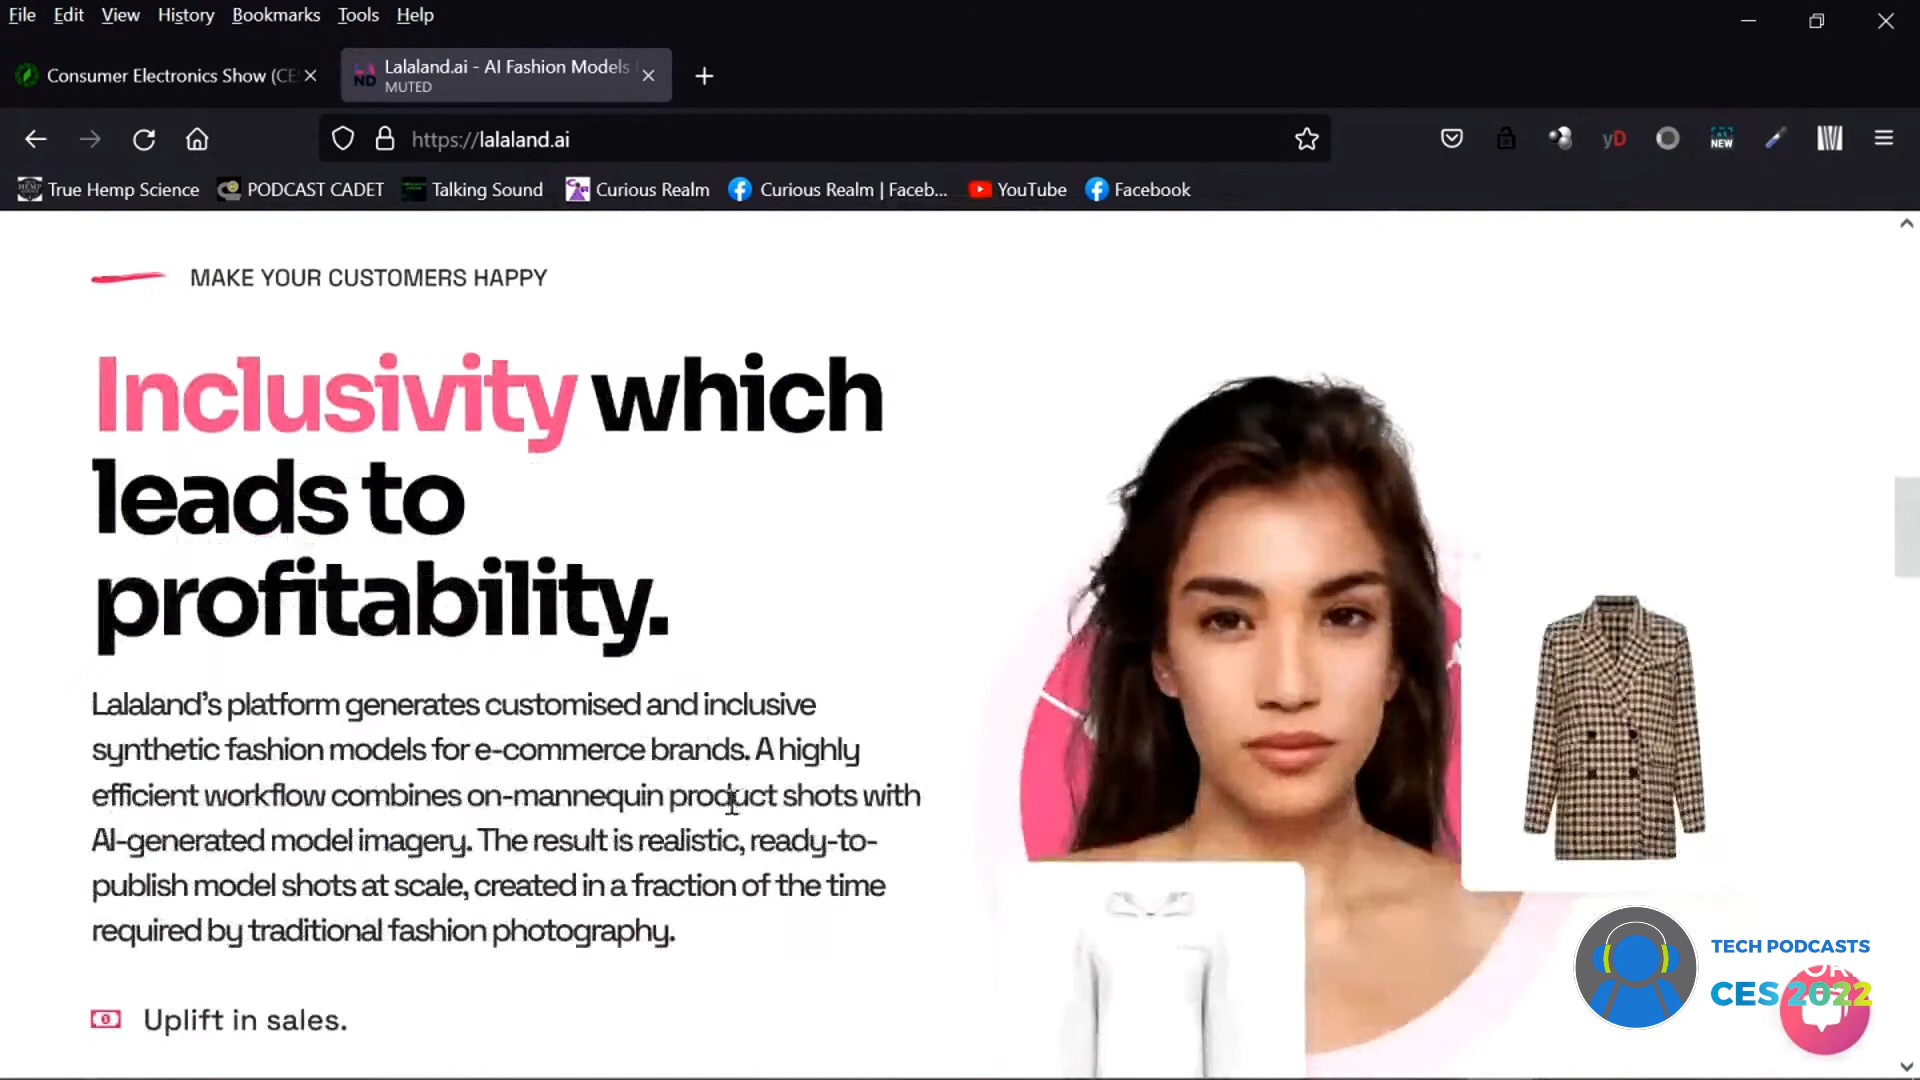 File Edit View History Bookmarks Tools Help
Consumer Electronics Show (CE
Lalaland.ai - AI Fashion Models
MUTED
https://lalaland.ai
yD
NEW
True Hemp Science PODCAST CADET Talking Sound Curious Realm Curious Realm | Faceb... YouTube Facebook
MAKE YOUR CUSTOMERS HAPPY
Inclusivity which
leads to
profitability.
Lalaland's platform generates customised and inclusive
synthetic fashion models for e-commerce brands. A highly
efficient workflow combines on-mannequin product shots with
AI-generated model imagery. The result is realistic, ready-to-
publish model shots at scale, created in a fraction of the time
required by traditional fashion photography.
Uplift in sales.
TECH PODCASTS
CES 2022